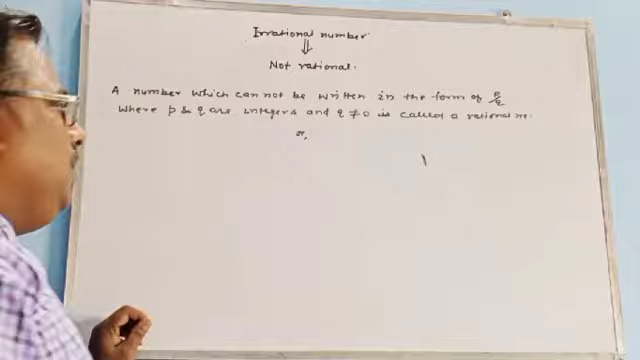 Irrational number
⇓
Not rational.
A number which can not be written in the form of p/q
where p & q are integers and q ≠ 0 is called a rational no.
or,